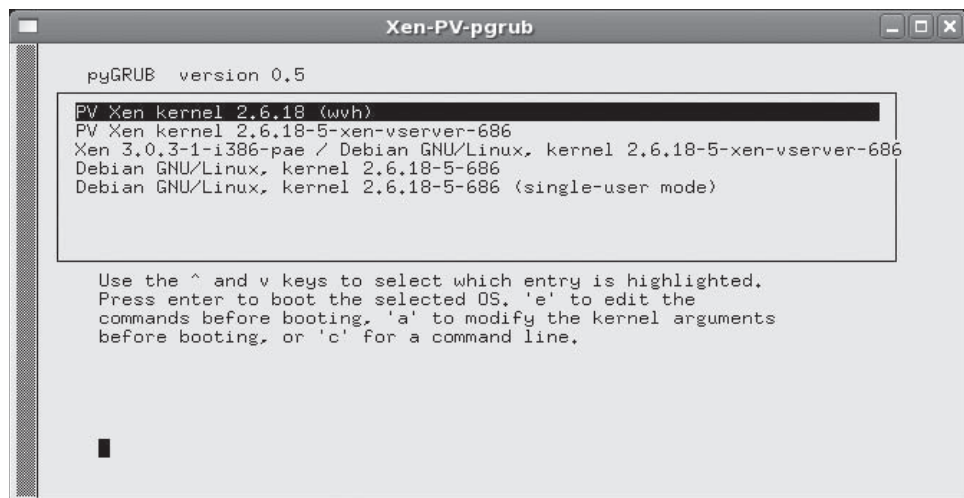 Xen-PV-pgrub
pyGRUB version 0.5
PV Xen kernel 2.6.18 (wvh)
PV Xen kernel 2.6.18-5-xen-vserver-686
Xen 3.0.3-1-i386-pae / Debian GNU/Linux, kernel 2.6.18-5-xen-vserver-686
Debian GNU/Linux, kernel 2.6.18-5-686
Debian GNU/Linux, kernel 2.6.18-5-686 (single-user mode)
Use the ^ and v keys to select which entry is highlighted.
Press enter to boot the selected OS. 'e' to edit the
commands before booting, 'a' to modify the kernel arguments
before booting, or 'c' for a command line.